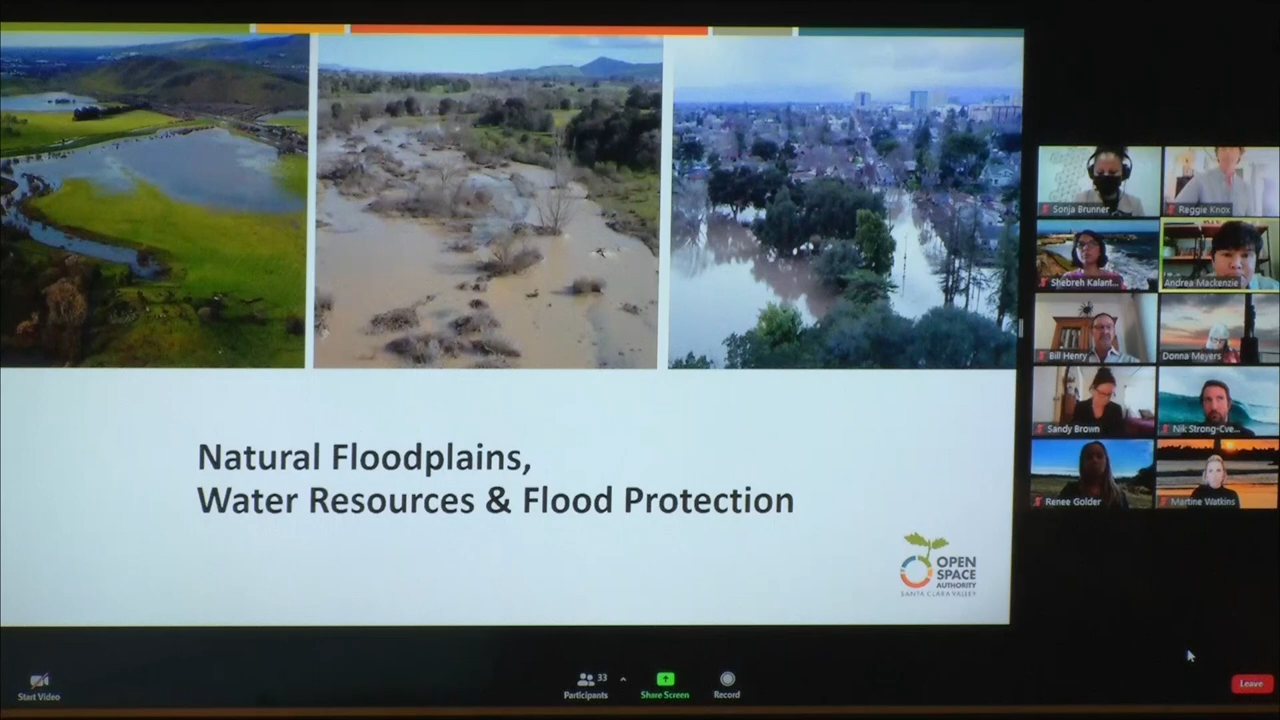 Natural Floodplains,
Water Resources & Flood Protection
OPEN
SPACE
AUTHORITY
SANTA CLARA VALLEY
Sonja Brunner
Reggie Knox
Shebreh Kalant...
Andrea Mackenzie
Bill Henry
Donna Meyers
Sandy Brown
Nik Strong-Cve...
Renee Golder
Martine Watkins
Start Video
33
Participants
Share Screen
Record
Leave